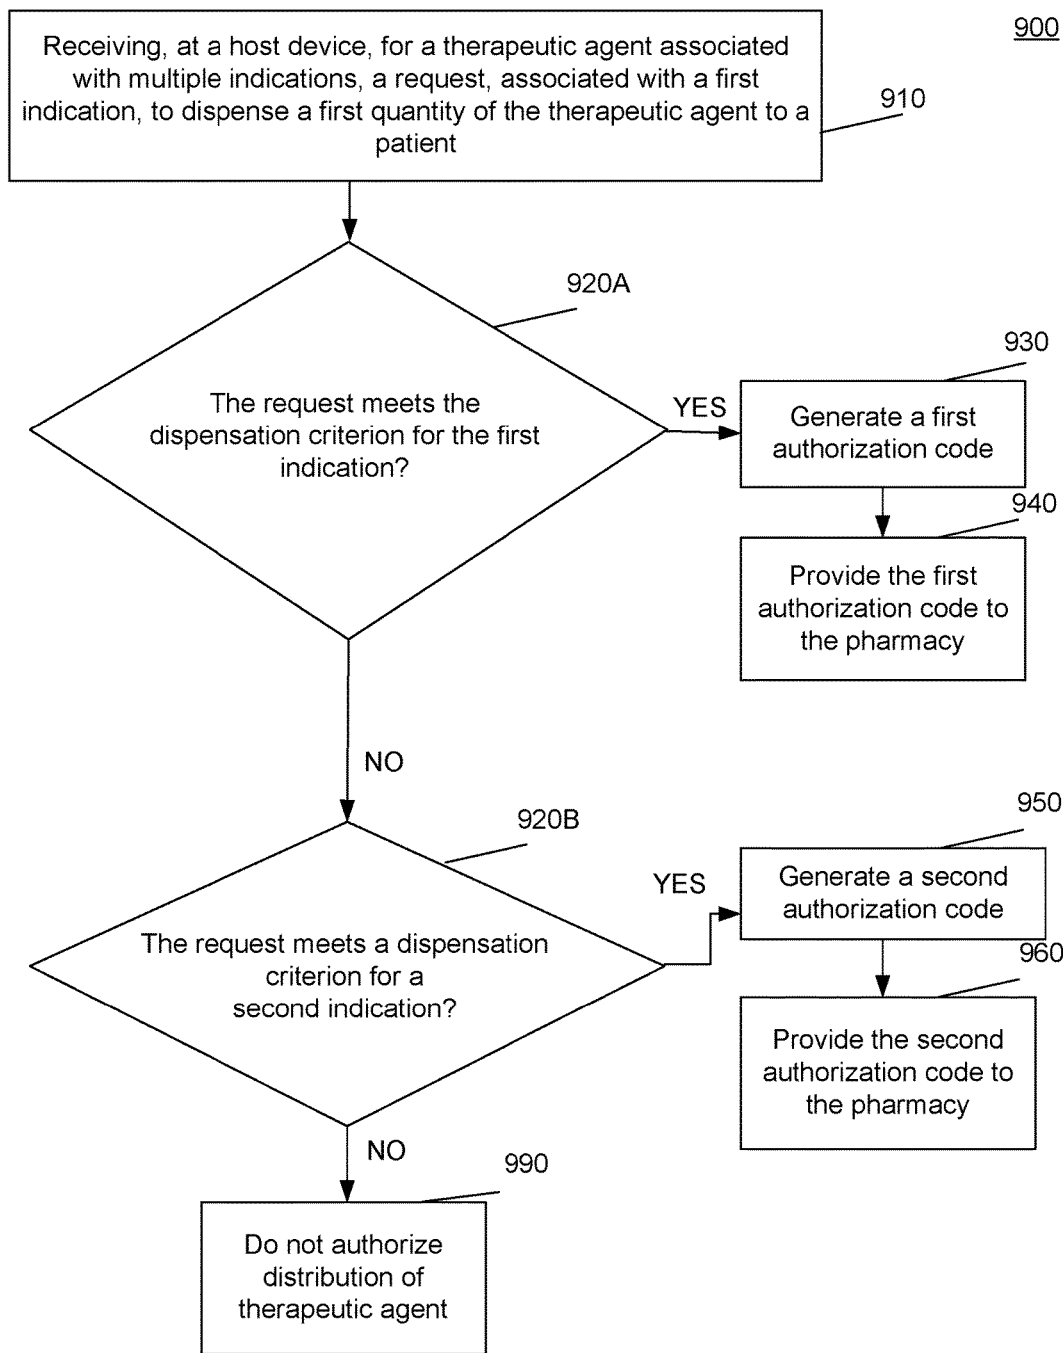 900
Receiving, at a host device, for a therapeutic agent associated
with multiple indications, a request, associated with a first
indication, to dispense a first quantity of the therapeutic agent to a
patient
910
920A
The request meets the
dispensation criterion for the first
indication?
YES
930
Generate a first
authorization code
940
Provide the first
authorization code to
the pharmacy
NO
920B
The request meets a dispensation
criterion for a
second indication?
YES
950
Generate a second
authorization code
960
Provide the second
authorization code to
the pharmacy
NO
990
Do not authorize
distribution of
therapeutic agent